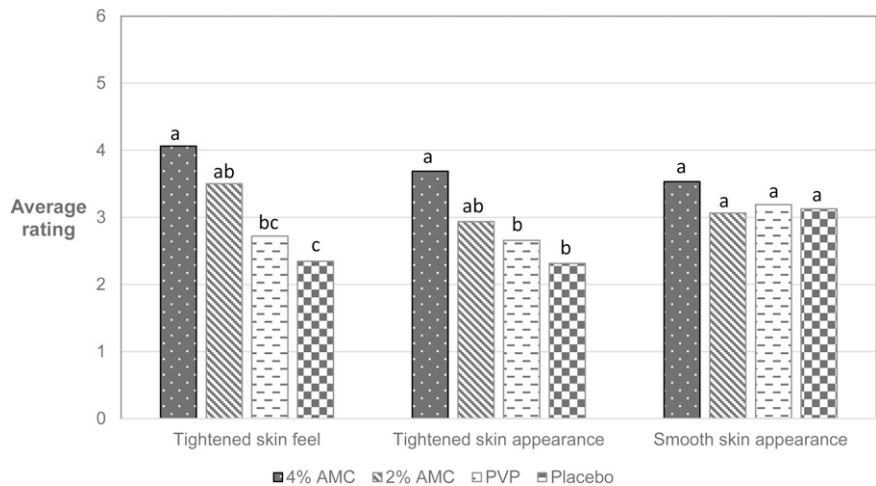 6
5
4
3
2
1
0
Average
rating
a
ab
bc
c
a
ab
b
b
a
a
a
a
Tightened skin feel
Tightened skin appearance
Smooth skin appearance
4% AMC 2% AMC PVP Placebo